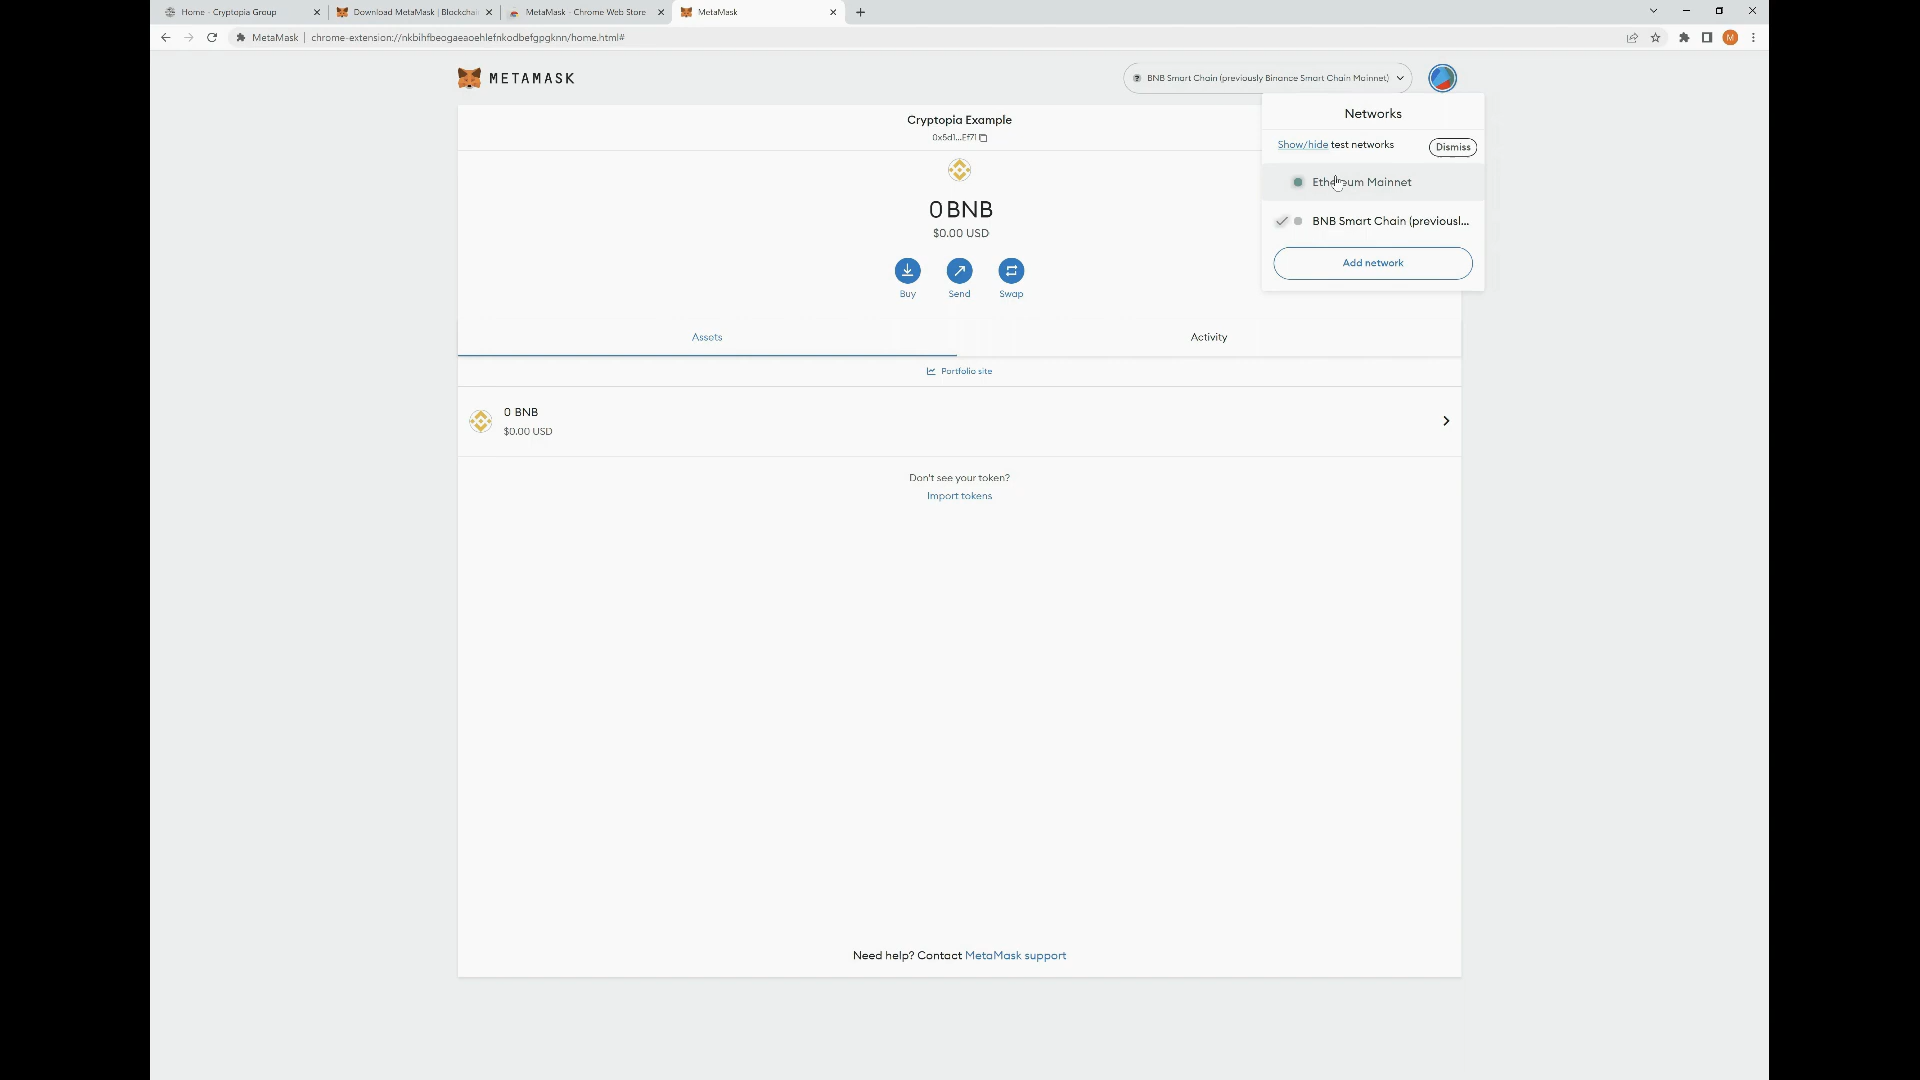 Home - Cryptopia Group
Download MetaMask | Blockchain
MetaMask - Chrome Web Store
MetaMask
MetaMask | chrome-extension://nkbihfbeogaeaoehlefnkodbefgpgknn/home.html#
M
METAMASK
BNB Smart Chain (previously Binance Smart Chain Mainnet)
Networks
Show/hide test networks
Dismiss
Ethereum Mainnet
BNB Smart Chain (previousl...
Add network
Cryptopia Example
0x5d1...Ef71
0 BNB
$0.00 USD
Buy
Send
Swap
Assets
Activity
Portfolio site
0 BNB
$0.00 USD
Don't see your token?
Import tokens
Need help? Contact MetaMask support